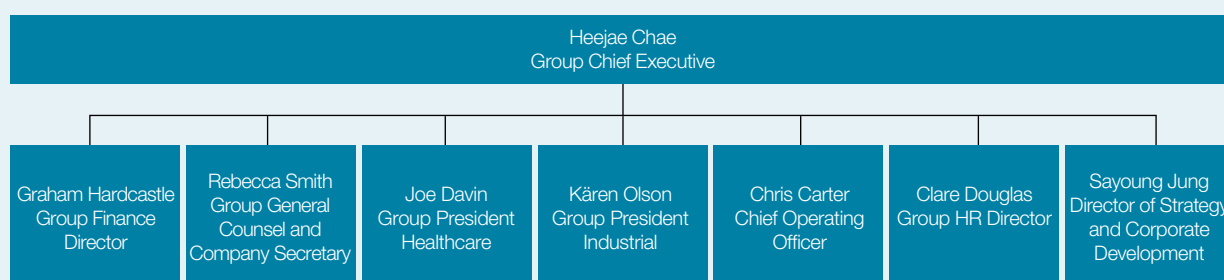 Heejae Chae
Group Chief Executive
Graham Hardcastle
Group Finance
Director
Rebecca Smith
Group General
Counsel and
Company Secretary
Joe Davin
Group President
Healthcare
Kären Olson
Group President
Industrial
Chris Carter
Chief Operating
Officer
Clare Douglas
Group HR Director
Sayoung Jung
Director of Strategy
and Corporate
Development